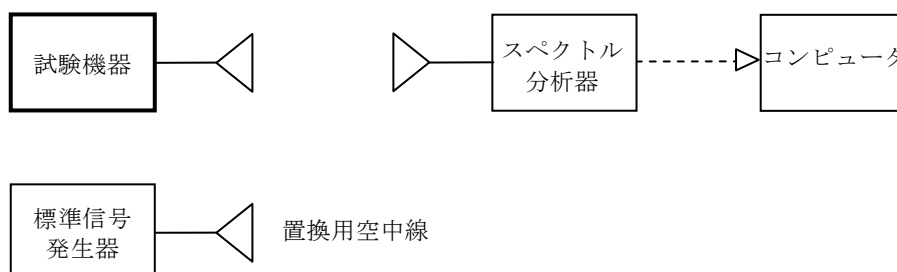 試験機器
スペクトル
分析器
コンピュータ
標準信号
発生器
置換用空中線